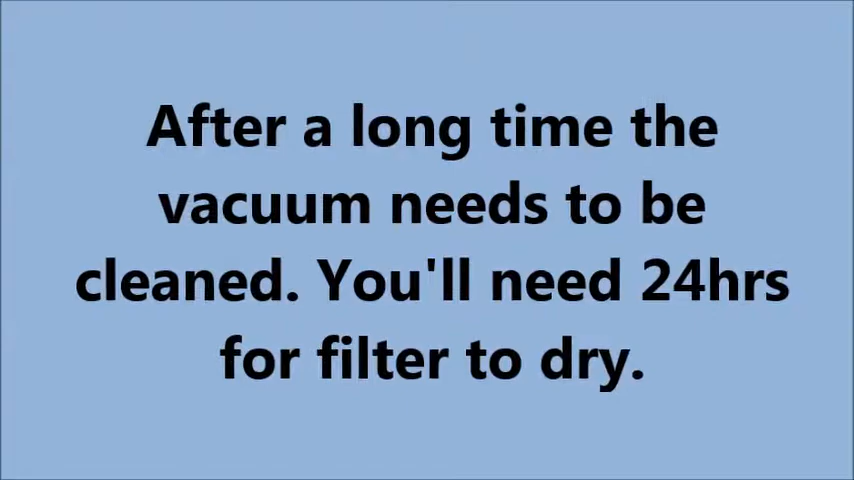 After a long time the
vacuum needs to be
cleaned. You'll need 24hrs
for filter to dry.